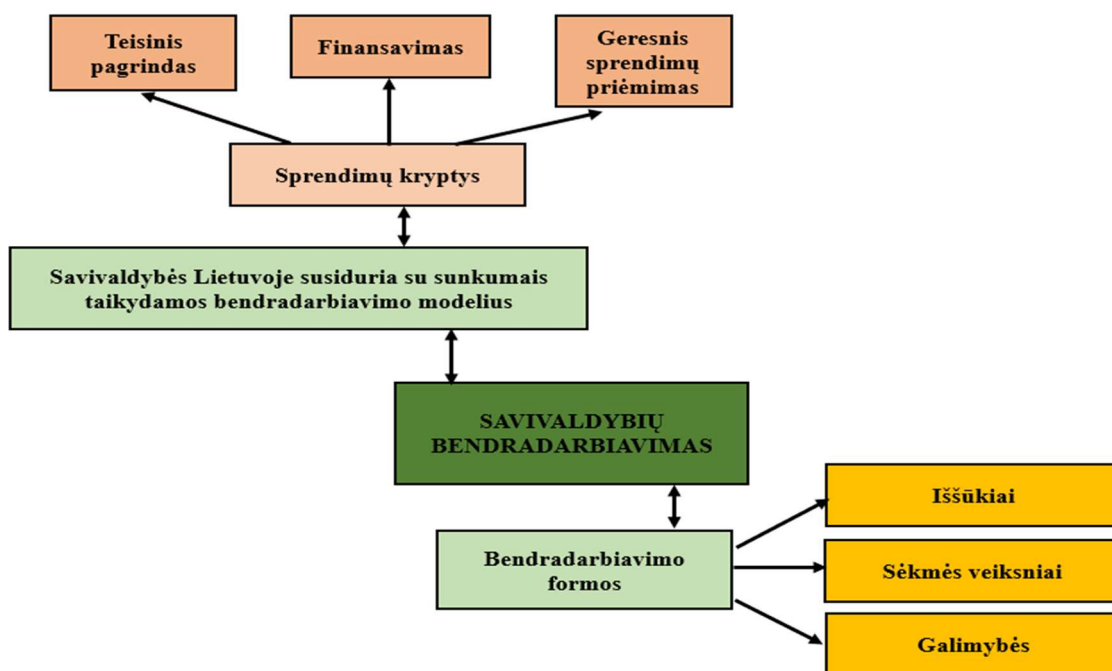 Teisinis
pagrindas
Finansavimas
Geresnis
sprendimų
priėmimas
Sprendimų kryptys
Savivaldybės Lietuvoje susiduria su sunkumais
taikydamos bendradarbiavimo modelius
SAVIVALDYBIŲ
BENDRADARBIAVIMAS
Bendradarbiavimo
formos
Iššūkiai
Sėkmės veiksniai
Galimybės